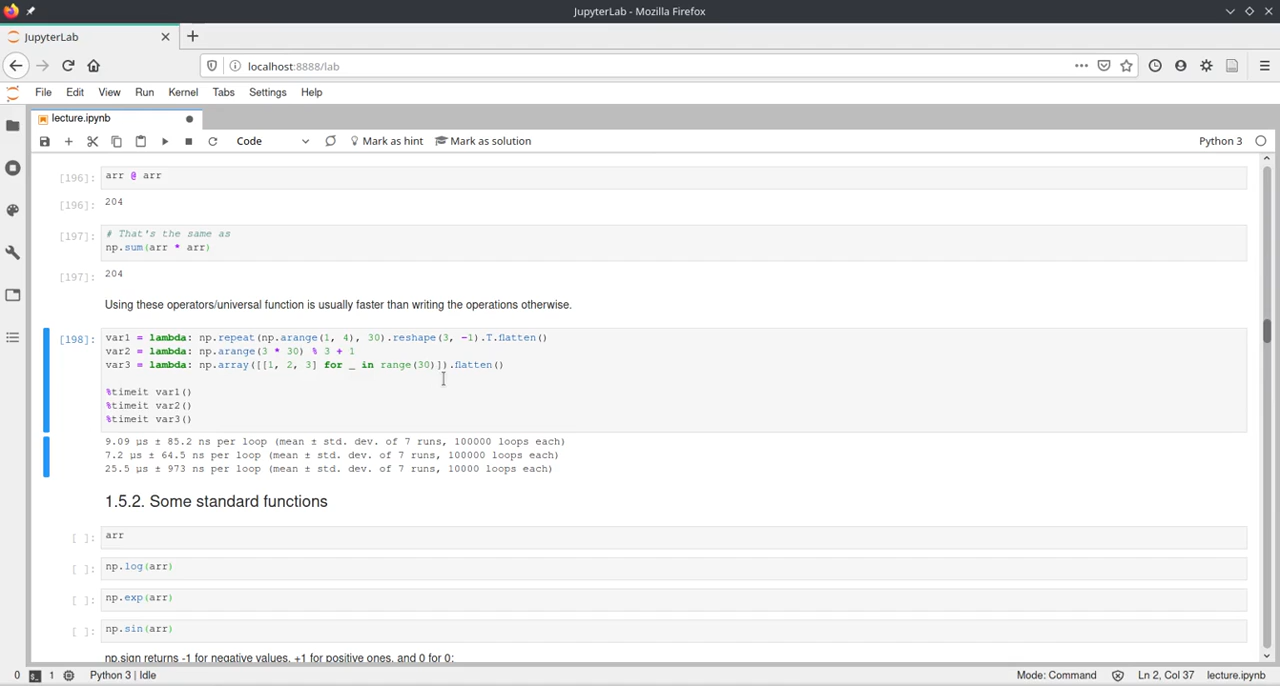 JupyterLab - Mozilla Firefox
JupyterLab
localhost:8888/lab
File Edit View Run Kernel Tabs Settings Help
lecture.ipynb
Code Mark as hint Mark as solution Python 3
[196]: arr @ arr
[196]: 204
[197]: # That's the same as
np.sum(arr * arr)
[197]: 204
Using these operators/universal function is usually faster than writing the operations otherwise.
[198]: var1 = lambda: np.repeat(np.arange(1, 4), 30).reshape(3, -1).T.flatten()
var2 = lambda: np.arange(3 * 30) % 3 + 1
var3 = lambda: np.array([[1, 2, 3] for _ in range(30)]).flatten()
%timeit var1()
%timeit var2()
%timeit var3()
9.09 µs ± 85.2 ns per loop (mean ± std. dev. of 7 runs, 100000 loops each)
7.2 µs ± 64.5 ns per loop (mean ± std. dev. of 7 runs, 100000 loops each)
25.5 µs ± 973 ns per loop (mean ± std. dev. of 7 runs, 10000 loops each)
1.5.2. Some standard functions
[ ]: arr
[ ]: np.log(arr)
[ ]: np.exp(arr)
[ ]: np.sin(arr)
np.sign returns -1 for negative values, +1 for positive ones, and 0 for 0:
0 1 Python 3 | Idle Mode: Command Ln 2, Col 37 lecture.ipynb